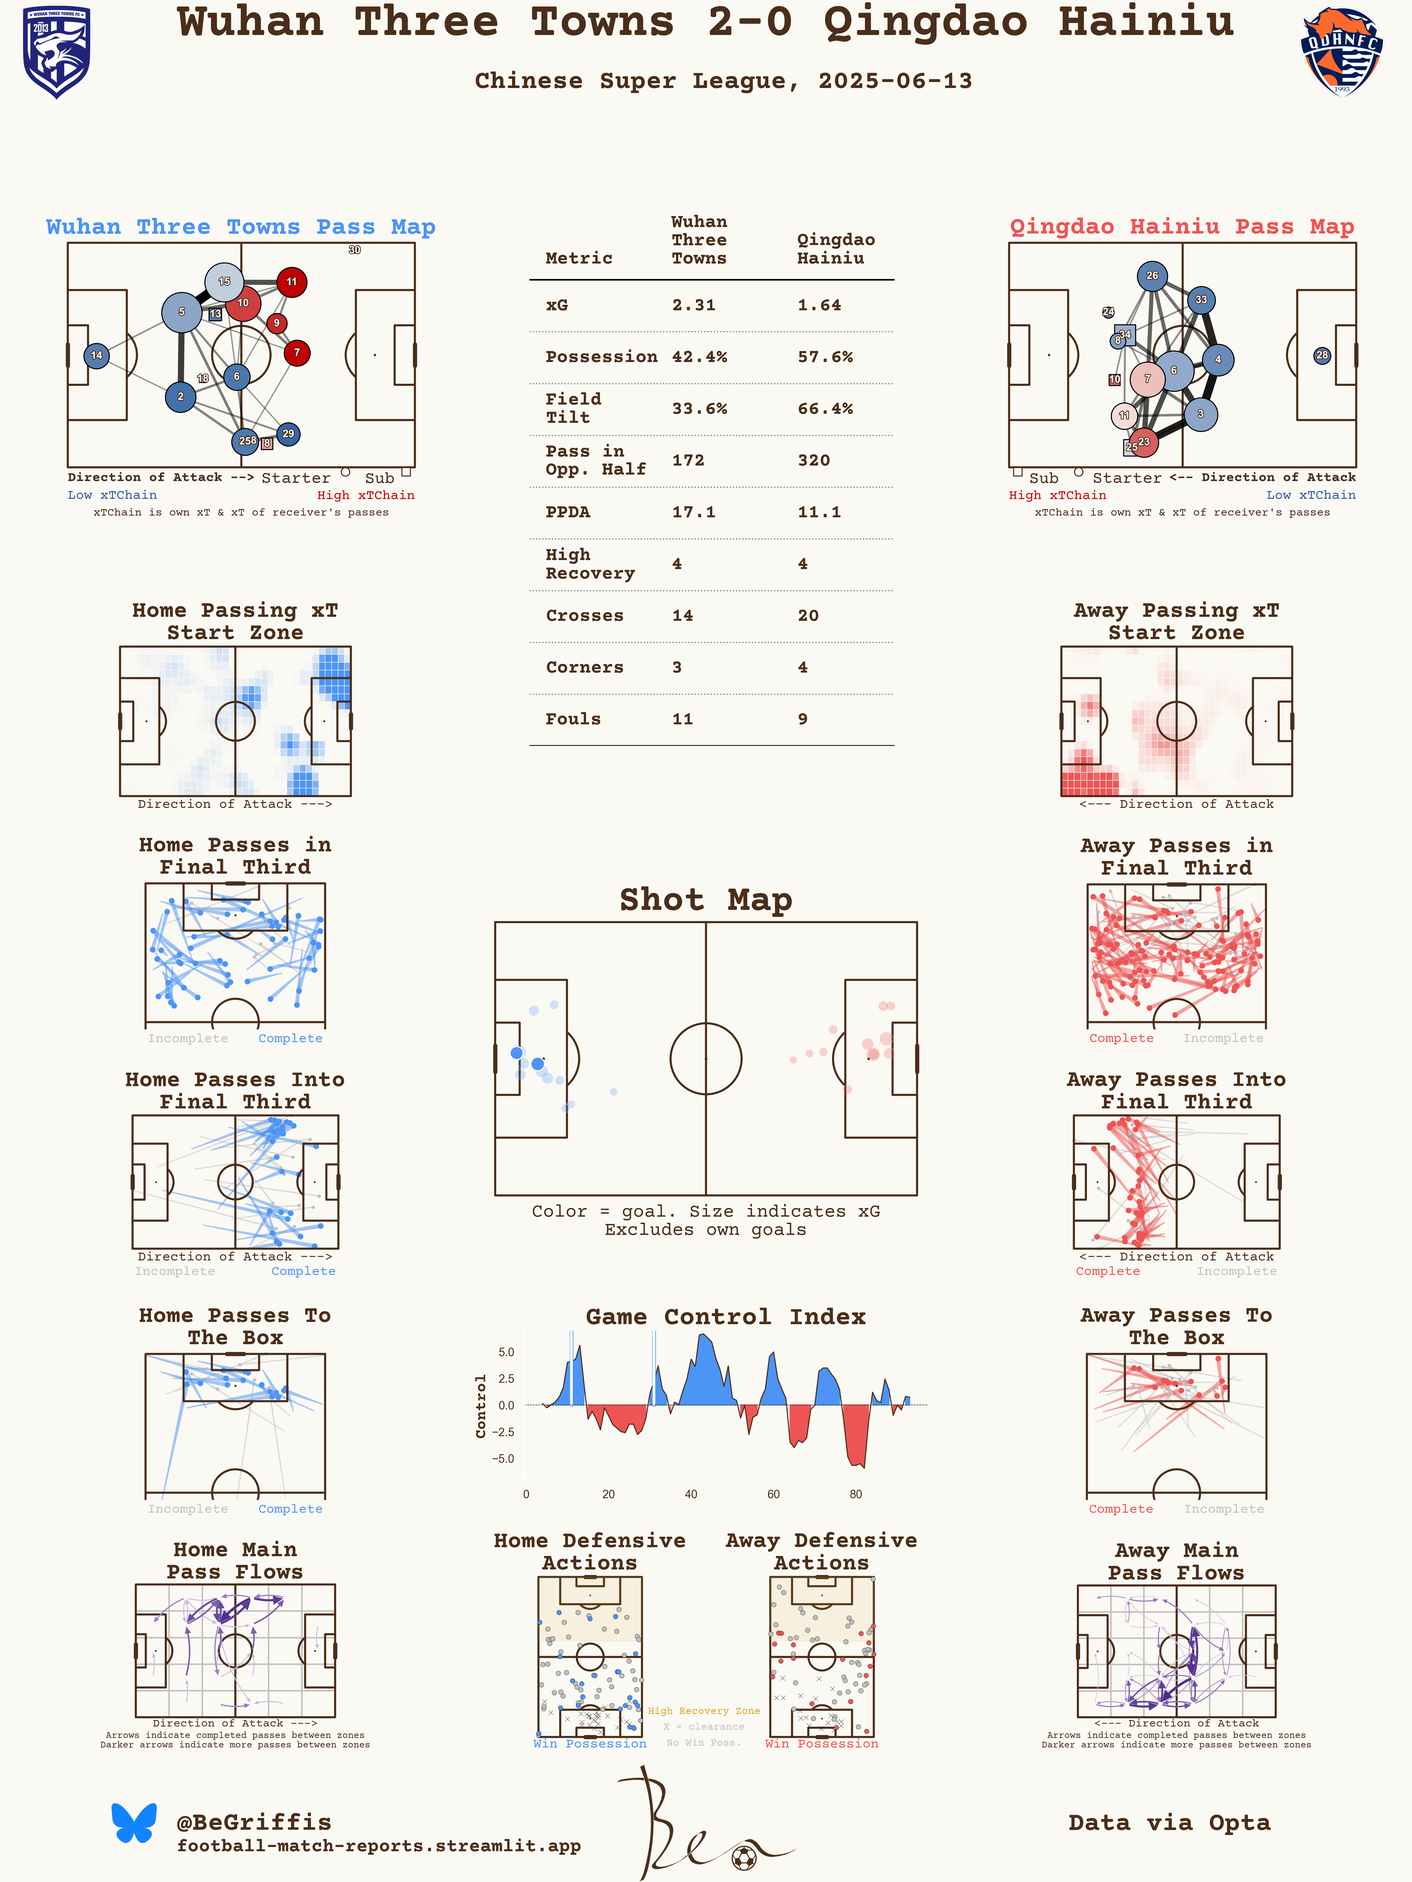 Wuhan Three Towns 2-0 Qingdao Hainiu
Chinese Super League, 2025-06-13
WUHAN THREE TOWNS FC
2013
QDHNFC
1993
Wuhan Three Towns Pass Map
30
15
11
10
5
13
9
14
7
18
6
2
258
8
29
Direction of Attack --> Starter Sub
Low xTChain High xTChain
xTChain is own xT & xT of receiver's passes
Metric Wuhan Three Towns Qingdao Hainiu
xG 2.31 1.64
Possession 42.4% 57.6%
Field Tilt 33.6% 66.4%
Pass in Opp. Half 172 320
PPDA 17.1 11.1
High Recovery 4 4
Crosses 14 20
Corners 3 4
Fouls 11 9
Qingdao Hainiu Pass Map
26
33
24
34
8
4
28
6
10
7
11
3
25
23
Sub Starter <-- Direction of Attack
High xTChain Low xTChain
xTChain is own xT & xT of receiver's passes
Home Passing xT
Start Zone
Direction of Attack --->
Away Passing xT
Start Zone
<--- Direction of Attack
Home Passes in
Final Third
Incomplete Complete
Away Passes in
Final Third
Complete Incomplete
Shot Map
Color = goal. Size indicates xG
Excludes own goals
Home Passes Into
Final Third
Direction of Attack --->
Incomplete Complete
Away Passes Into
Final Third
<--- Direction of Attack
Complete Incomplete
Home Passes To
The Box
Incomplete Complete
Game Control Index
Control
5.0
2.5
0.0
−2.5
−5.0
0 20 40 60 80
Away Passes To
The Box
Complete Incomplete
Home Main
Pass Flows
Direction of Attack --->
Arrows indicate completed passes between zones
Darker arrows indicate more passes between zones
Home Defensive
Actions
Win Possession
High Recovery Zone
X = clearance
No Win Poss.
Away Defensive
Actions
Win Possession
Away Main
Pass Flows
<--- Direction of Attack
Arrows indicate completed passes between zones
Darker arrows indicate more passes between zones
@BeGriffis
football-match-reports.streamlit.app
Ben
Data via Opta